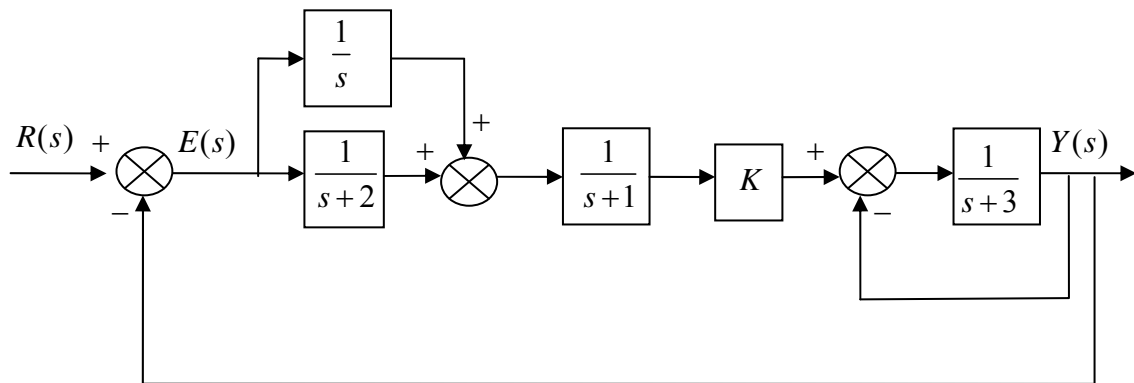 1
s
R(s) + E(s) + + 1 1 K + 1 Y(s)
s+2 s+1 s+3
− −